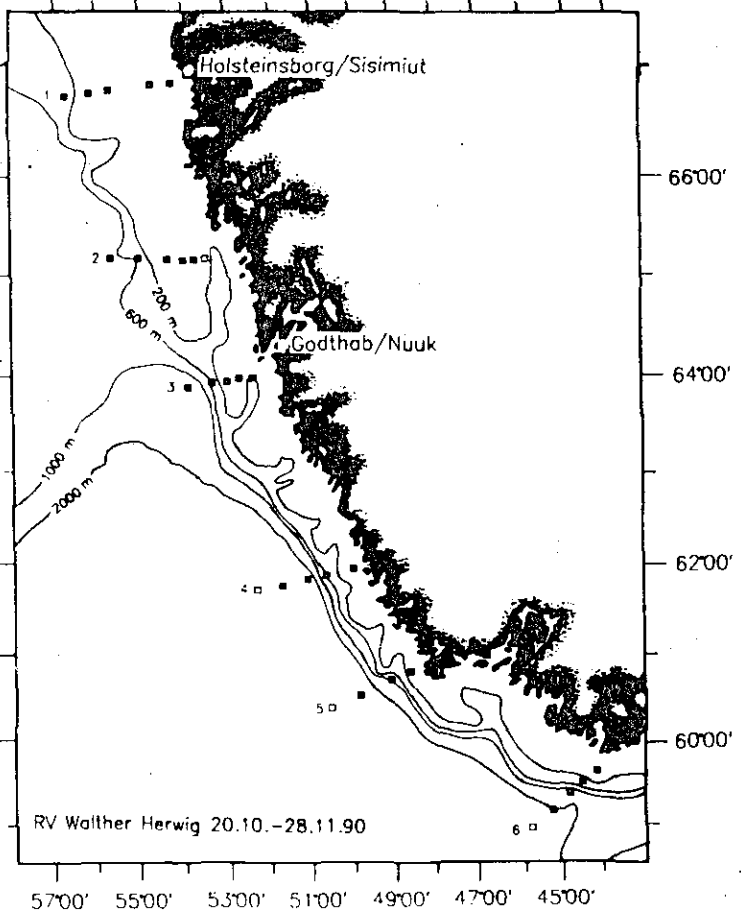 Holsteinsborg/Sisimiut
1
66°00'
2
200 m
600 m
Godthab/Nuuk
3
64°00'
1000 m
2000 m
62°00'
4
5
60°00'
RV Walther Herwig 20.10.-28.11.90
6
57°00' 55°00' 53°00' 51°00' 49°00' 47°00' 45°00'